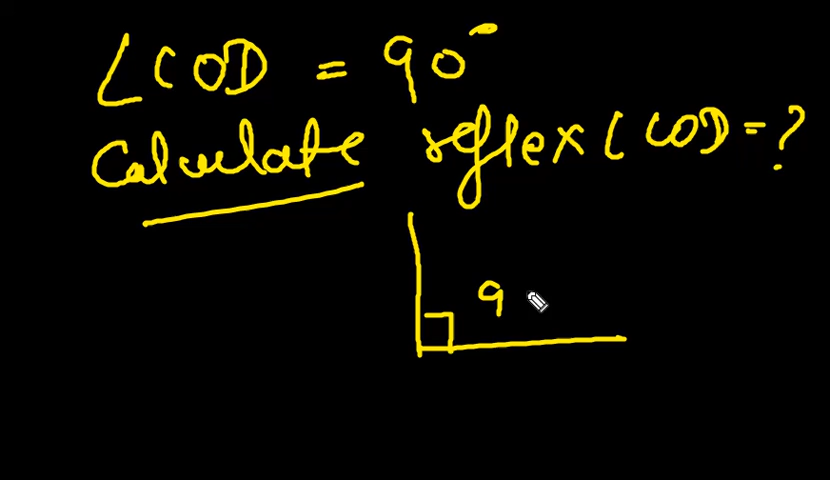 ∠COD = 90°
Calculate reflex ∠COD = ?
9